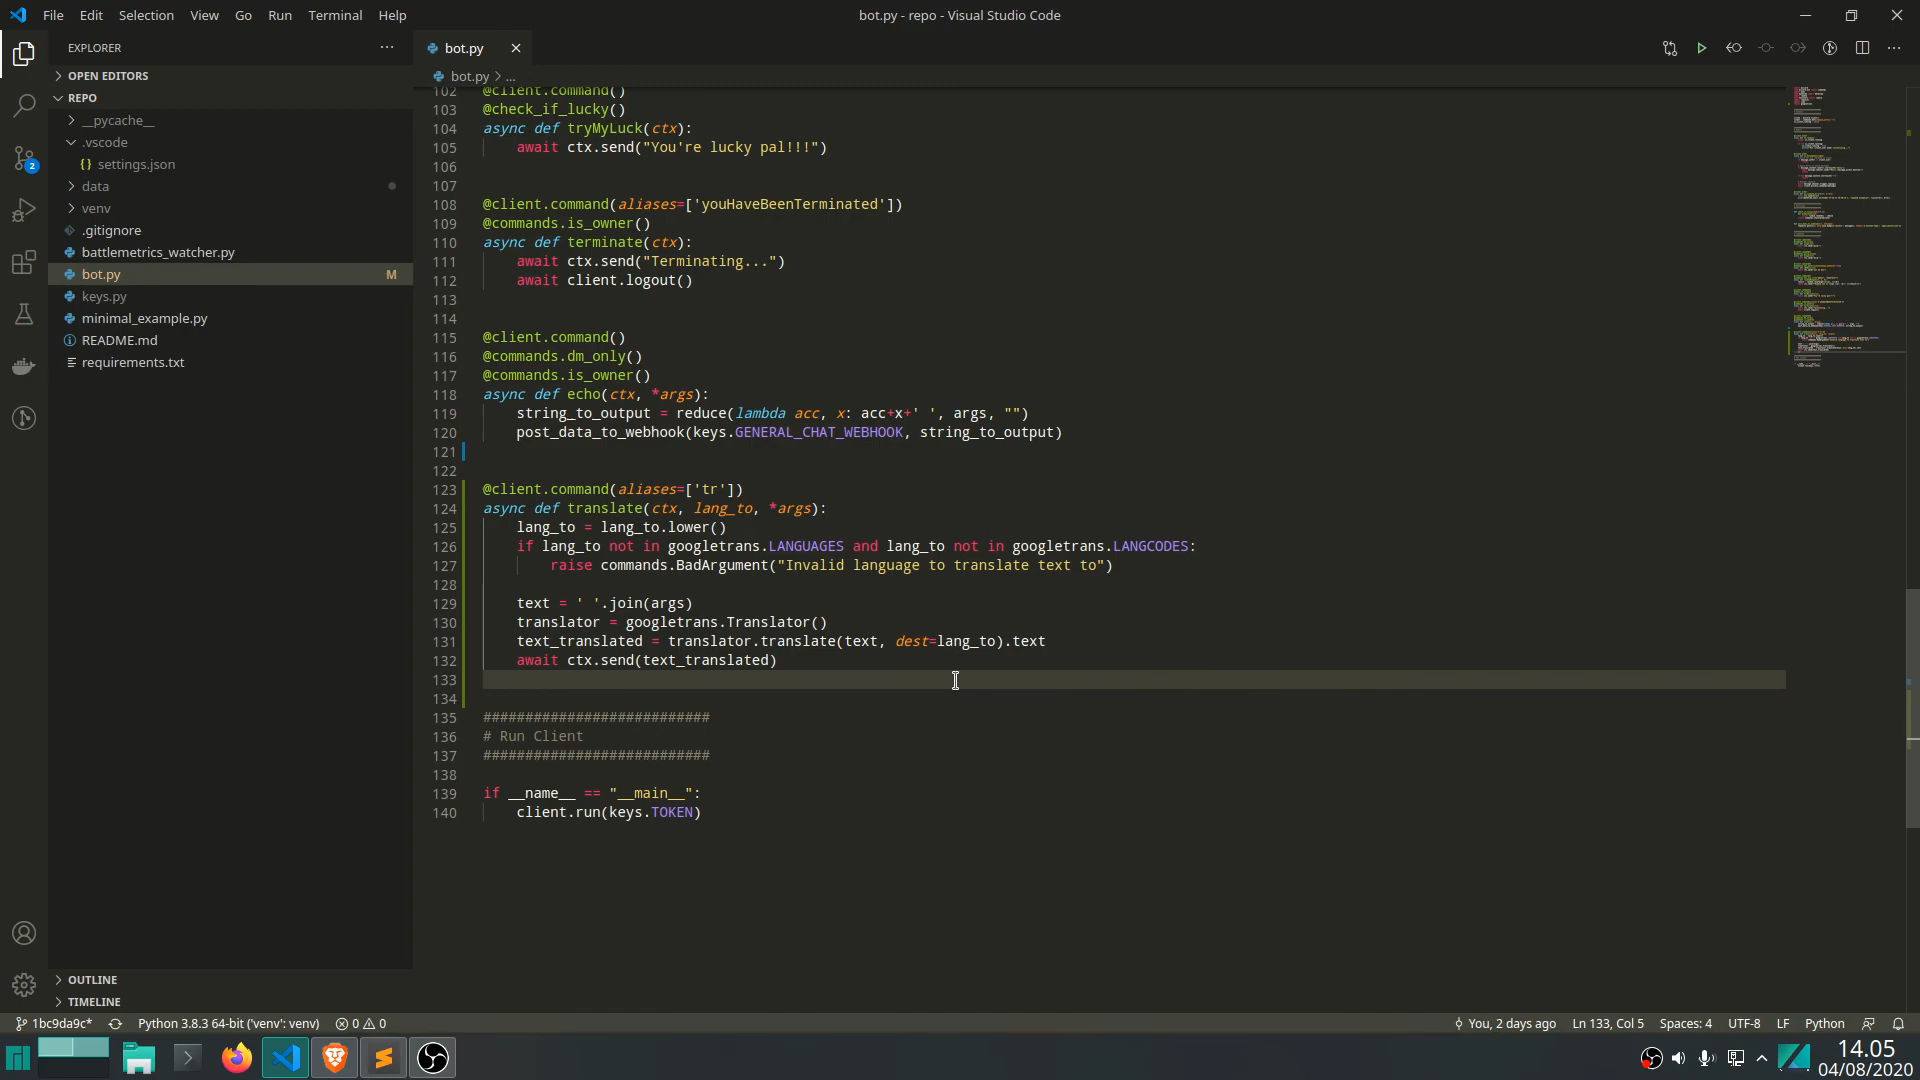 File Edit Selection View Go Run Terminal Help
bot.py - repo - Visual Studio Code
EXPLORER
OPEN EDITORS
REPO
__pycache__
.vscode
settings.json
data
venv
.gitignore
battlemetrics_watcher.py
bot.py M
keys.py
minimal_example.py
README.md
requirements.txt
OUTLINE
TIMELINE
2
bot.py
bot.py > ...
102 @client.command()
103 @check_if_lucky()
104 async def tryMyLuck(ctx):
105 await ctx.send("You're lucky pal!!!")
106
107
108 @client.command(aliases=['youHaveBeenTerminated'])
109 @commands.is_owner()
110 async def terminate(ctx):
111 await ctx.send("Terminating...")
112 await client.logout()
113
114
115 @client.command()
116 @commands.dm_only()
117 @commands.is_owner()
118 async def echo(ctx, *args):
119 string_to_output = reduce(lambda acc, x: acc+x+' ', args, "")
120 post_data_to_webhook(keys.GENERAL_CHAT_WEBHOOK, string_to_output)
121
122
123 @client.command(aliases=['tr'])
124 async def translate(ctx, lang_to, *args):
125 lang_to = lang_to.lower()
126 if lang_to not in googletrans.LANGUAGES and lang_to not in googletrans.LANGCODES:
127 raise commands.BadArgument("Invalid language to translate text to")
128
129 text = ' '.join(args)
130 translator = googletrans.Translator()
131 text_translated = translator.translate(text, dest=lang_to).text
132 await ctx.send(text_translated)
133
134
135 ###########################
136 # Run Client
137 ###########################
138
139 if __name__ == "__main__":
140 client.run(keys.TOKEN)
1bc9da9c* Python 3.8.3 64-bit ('venv': venv) 0 0
You, 2 days ago Ln 133, Col 5 Spaces: 4 UTF-8 LF Python
14.05
04/08/2020